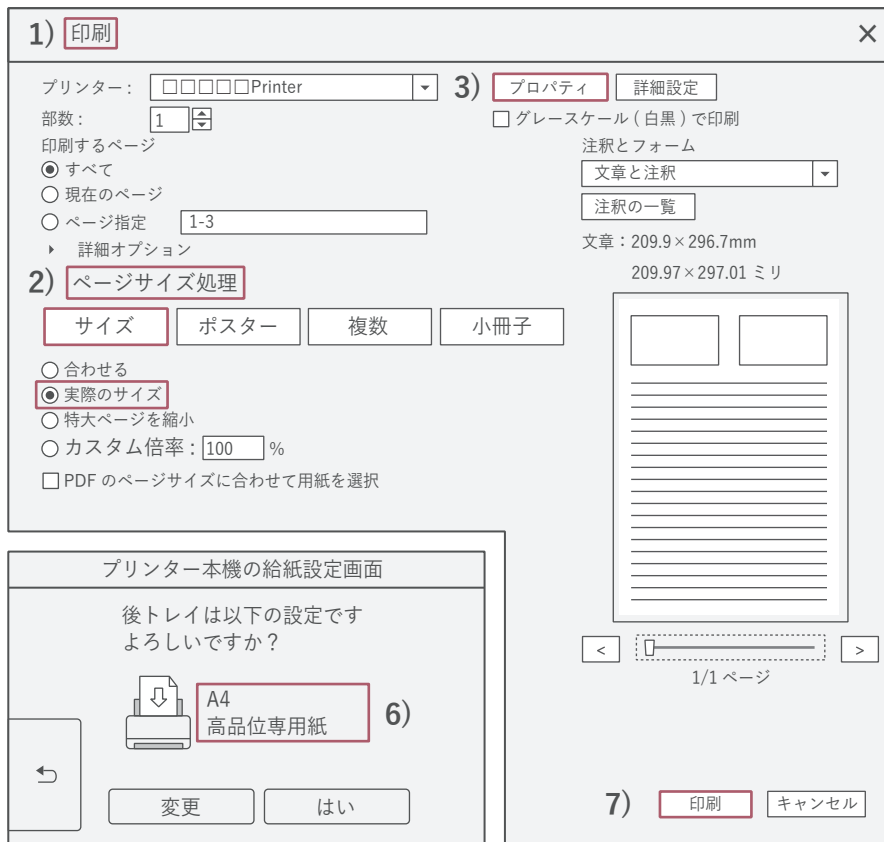 1) 印刷 ×
プリンター : □□□□□Printer
部数 : 1
印刷するページ
すべて
現在のページ
ページ指定 1-3
詳細オプション
2) ページサイズ処理
サイズ ポスター 複数 小冊子
合わせる
実際のサイズ
特大ページを縮小
カスタム倍率 : 100 %
PDF のページサイズに合わせて用紙を選択
3) プロパティ 詳細設定
グレースケール ( 白黒 ) で印刷
注釈とフォーム
文章と注釈
注釈の一覧
文章：209.9×296.7mm
209.97×297.01 ミリ
< >
1/1 ページ
プリンター本機の給紙設定画面
後トレイは以下の設定です
よろしいですか？
A4
高品位専用紙
6)
変更 はい
7) 印刷 キャンセル